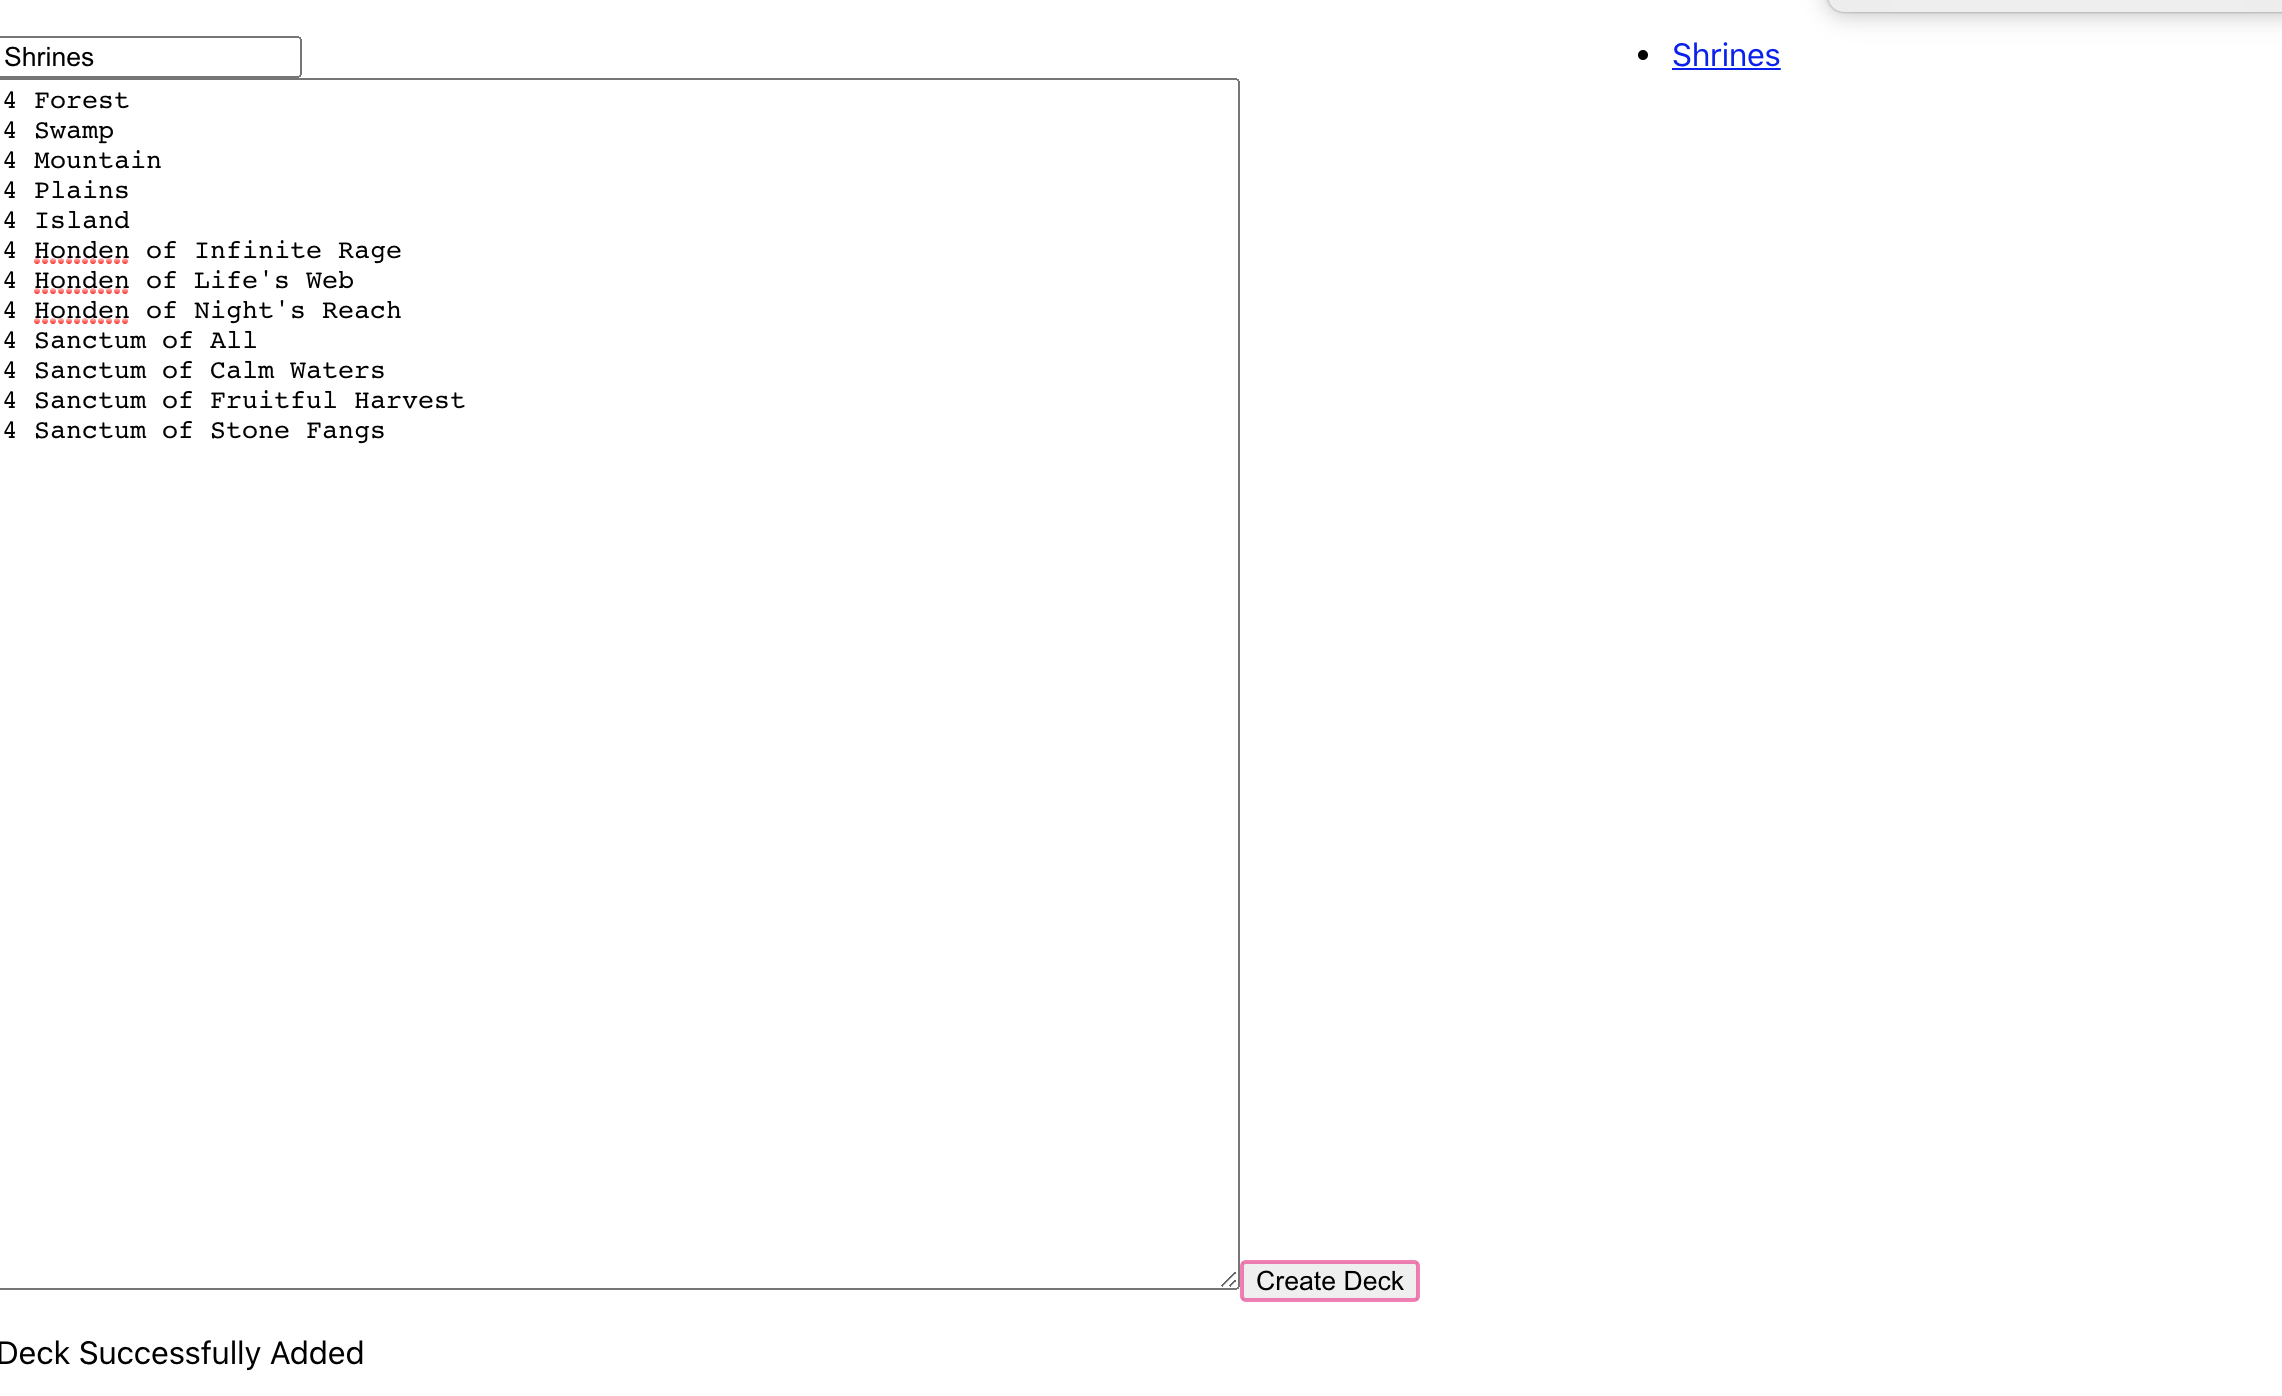 Shrines
4 Forest
4 Swamp
4 Mountain
4 Plains
4 Island
4 Honden of Infinite Rage
4 Honden of Life's Web
4 Honden of Night's Reach
4 Sanctum of All
4 Sanctum of Calm Waters
4 Sanctum of Fruitful Harvest
4 Sanctum of Stone Fangs
Create Deck
Deck Successfully Added
Shrines